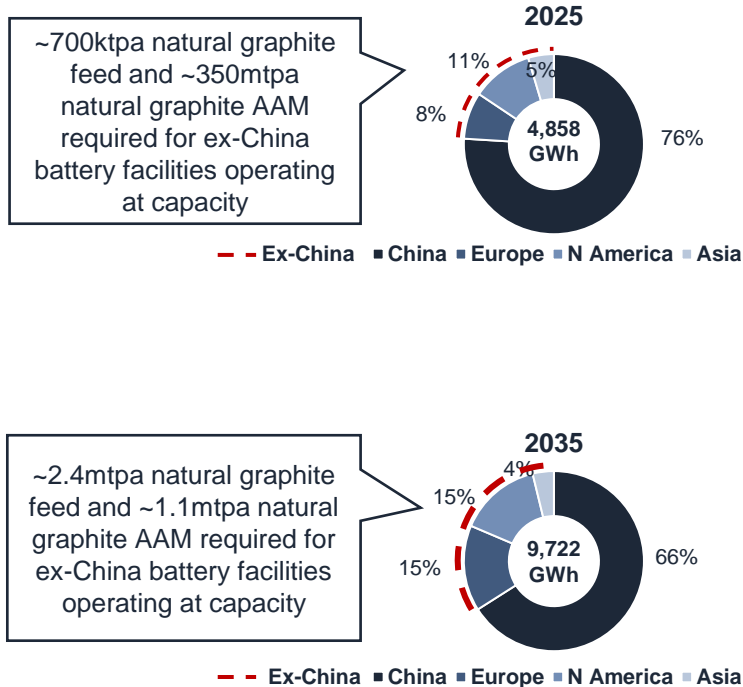 2025
~700ktpa natural graphite
feed and ~350mtpa
natural graphite AAM
required for ex-China
battery facilities operating
at capacity
11%
5%
8%
4,858
GWh
76%
Ex-China China Europe N America Asia
2035
~2.4mtpa natural graphite
feed and ~1.1mtpa natural
graphite AAM required for
ex-China battery facilities
operating at capacity
4%
15%
15%
9,722
GWh
66%
Ex-China China Europe N America Asia